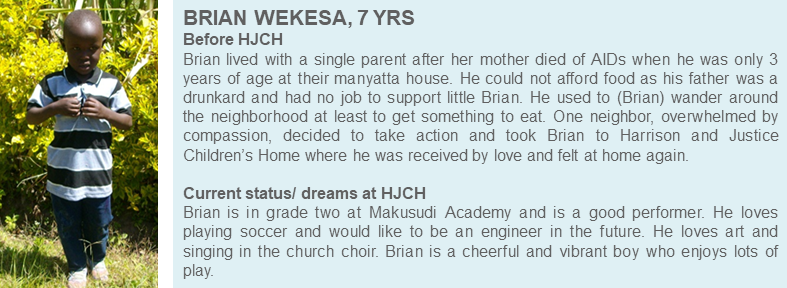 BRIAN WEKESA, 7 YRS
Before HJCH
Brian lived with a single parent after her mother died of AIDs when he was only 3
years of age at their manyatta house. He could not afford food as his father was a
drunkard and had no job to support little Brian. He used to (Brian) wander around
the neighborhood at least to get something to eat. One neighbor, overwhelmed by
compassion, decided to take action and took Brian to Harrison and Justice
Children’s Home where he was received by love and felt at home again.
Current status/ dreams at HJCH
Brian is in grade two at Makusudi Academy and is a good performer. He loves
playing soccer and would like to be an engineer in the future. He loves art and
singing in the church choir. Brian is a cheerful and vibrant boy who enjoys lots of
play.